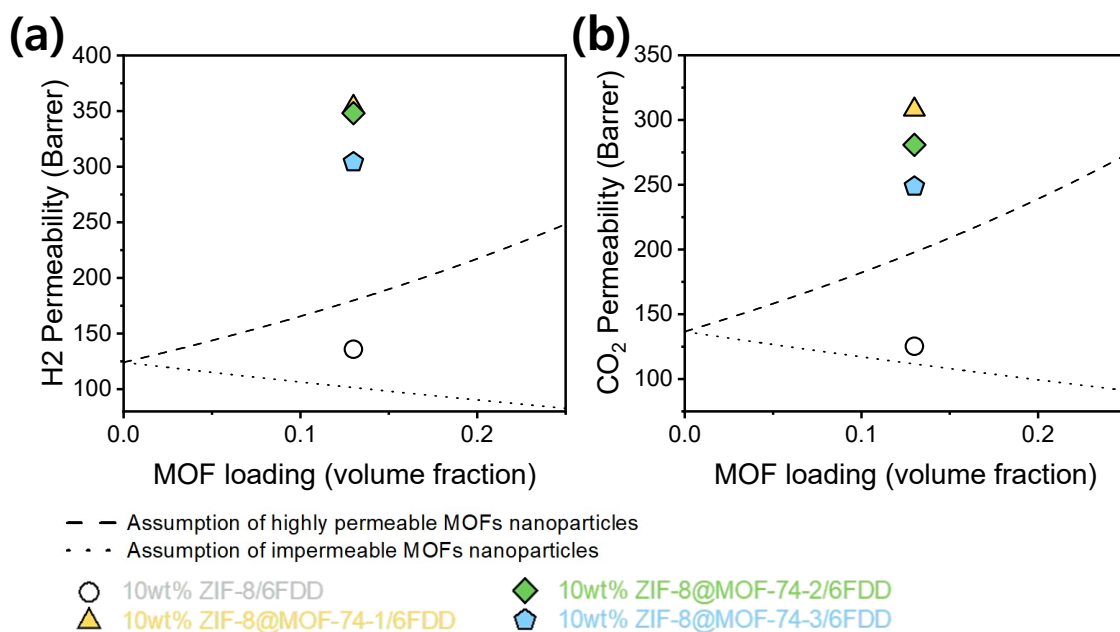 (a)
(b)
400
350
300
250
200
150
100
0.0
0.1
0.2
H2 Permeability (Barrer)
MOF loading (volume fraction)
350
300
250
200
150
100
0.0
0.1
0.2
CO₂ Permeability (Barrer)
MOF loading (volume fraction)
Assumption of highly permeable MOFs nanoparticles
Assumption of impermeable MOFs nanoparticles
10wt% ZIF-8/6FDD
10wt% ZIF-8@MOF-74-2/6FDD
10wt% ZIF-8@MOF-74-1/6FDD
10wt% ZIF-8@MOF-74-3/6FDD